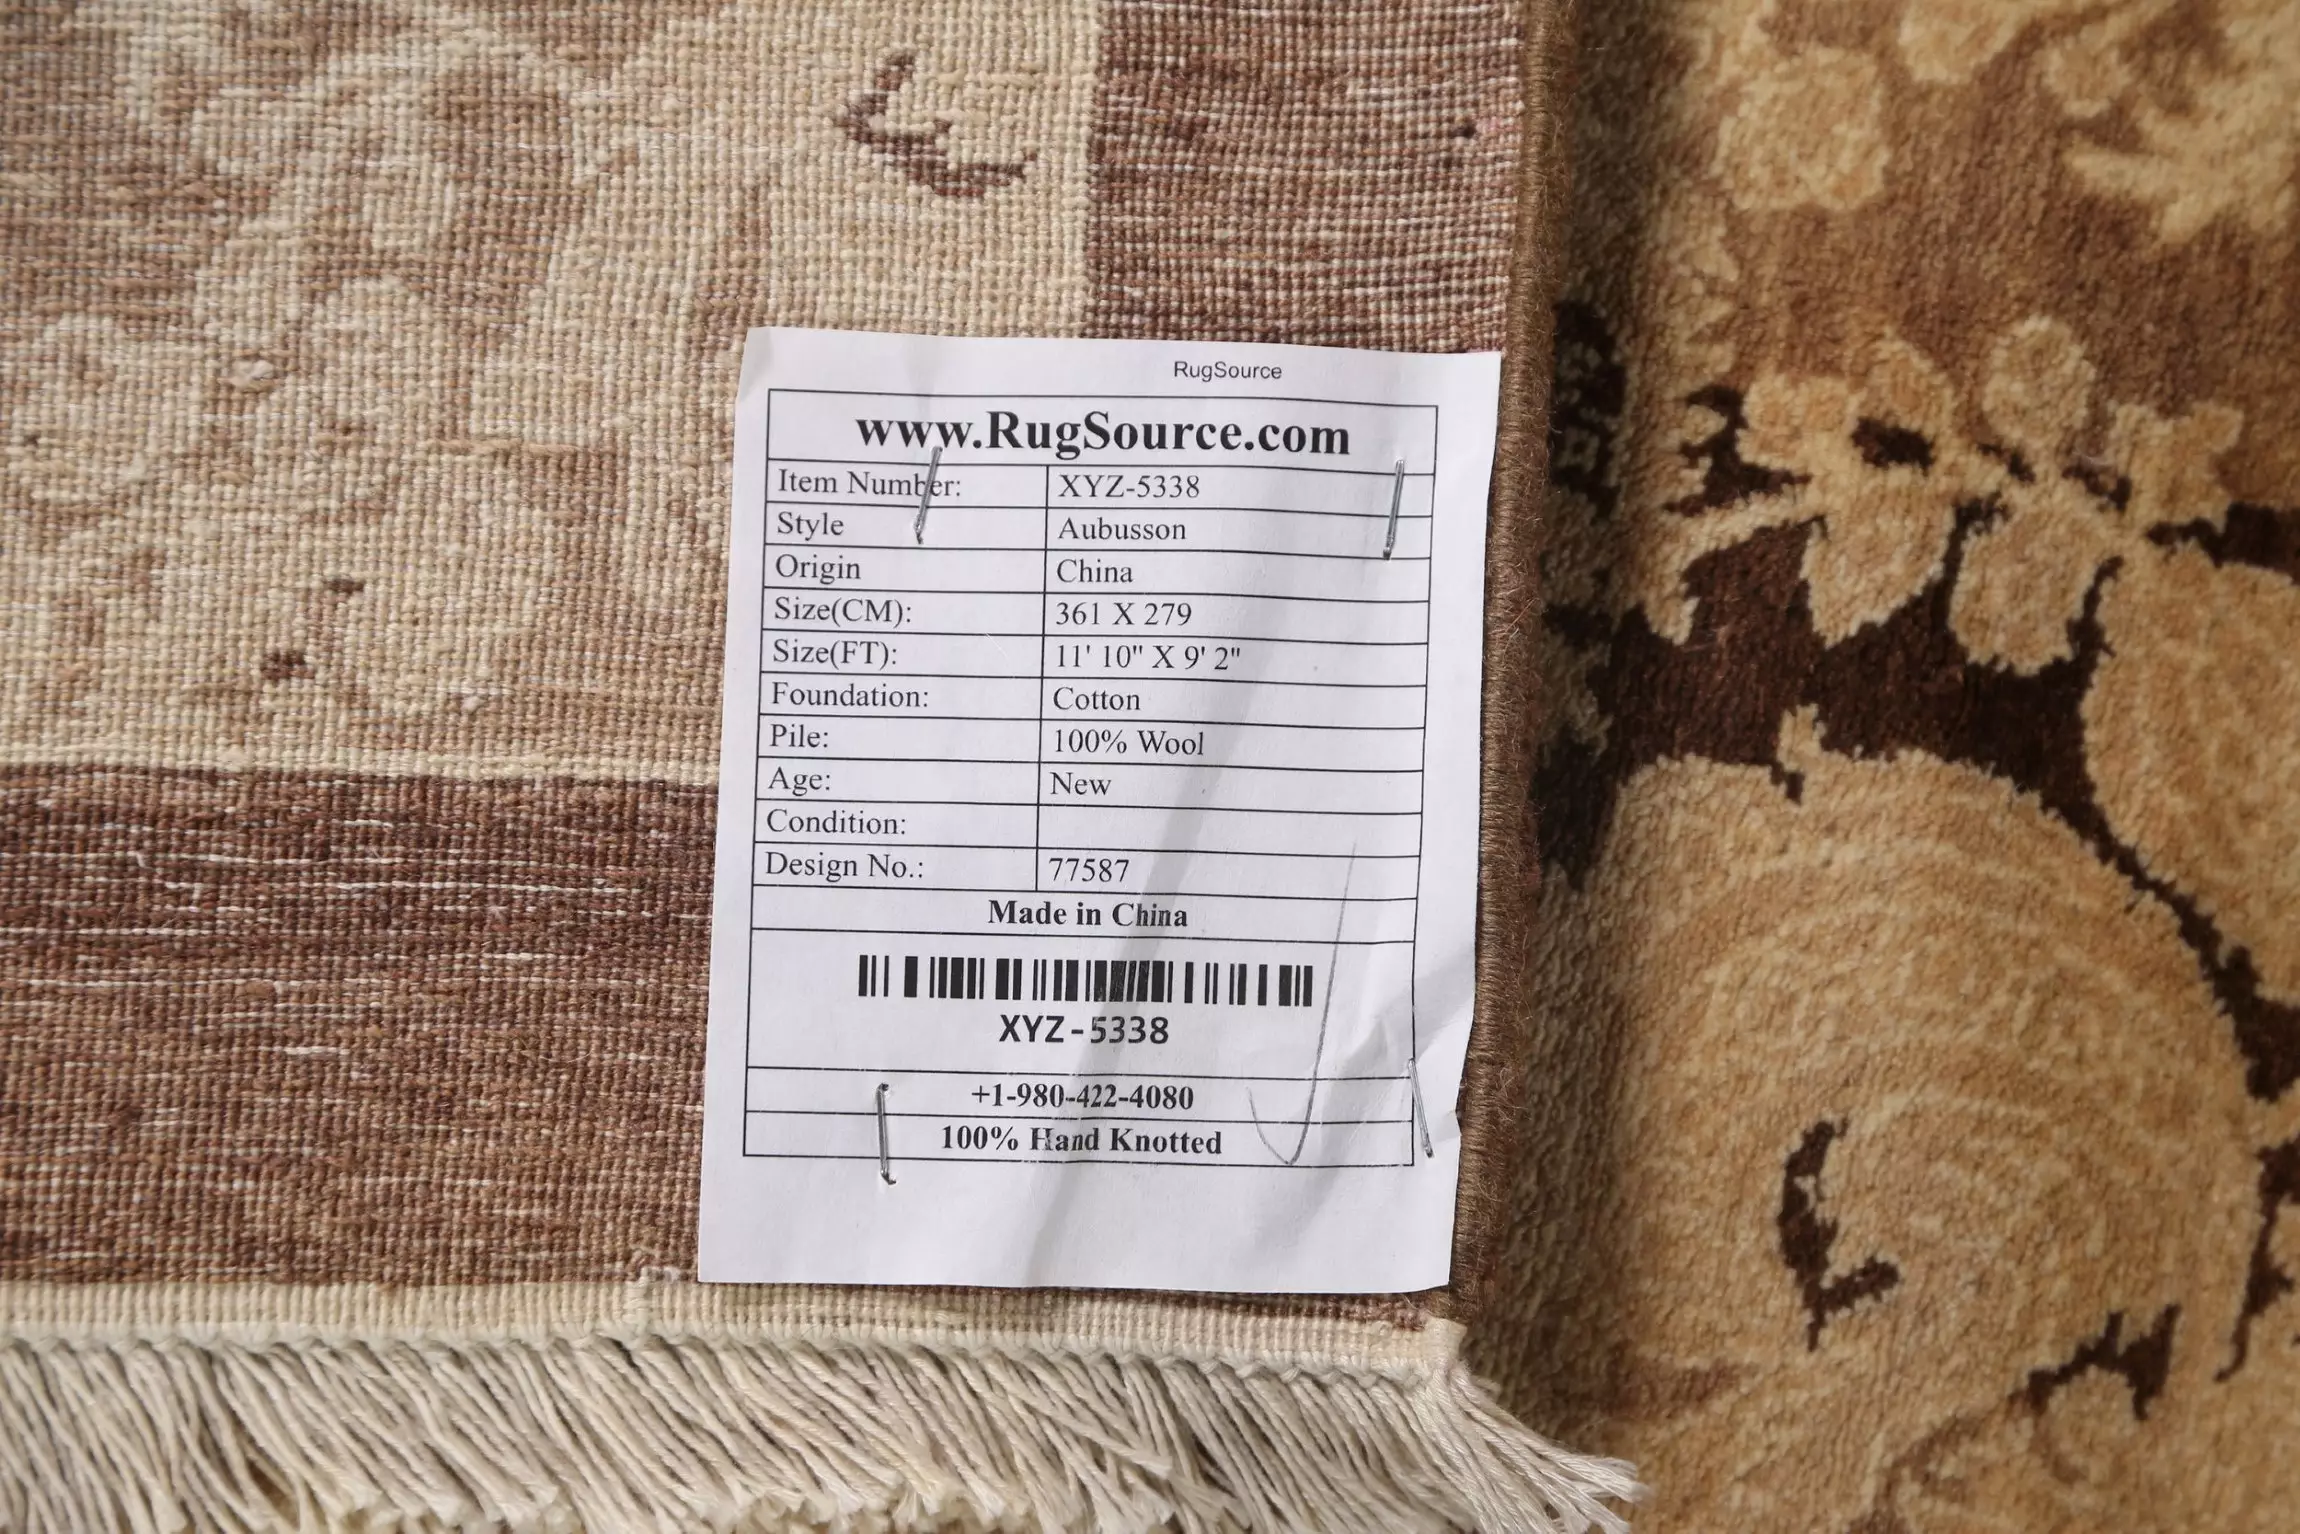 RugSource
www.RugSource.com
Item Number: XYZ-5338
Style Aubusson
Origin China
Size(CM): 361 X 279
Size(FT): 11' 10" X 9' 2"
Foundation: Cotton
Pile: 100% Wool
Age: New
Condition:
Design No.: 77587
Made in China
XYZ-5338
+1-980-422-4080
100% Hand Knotted